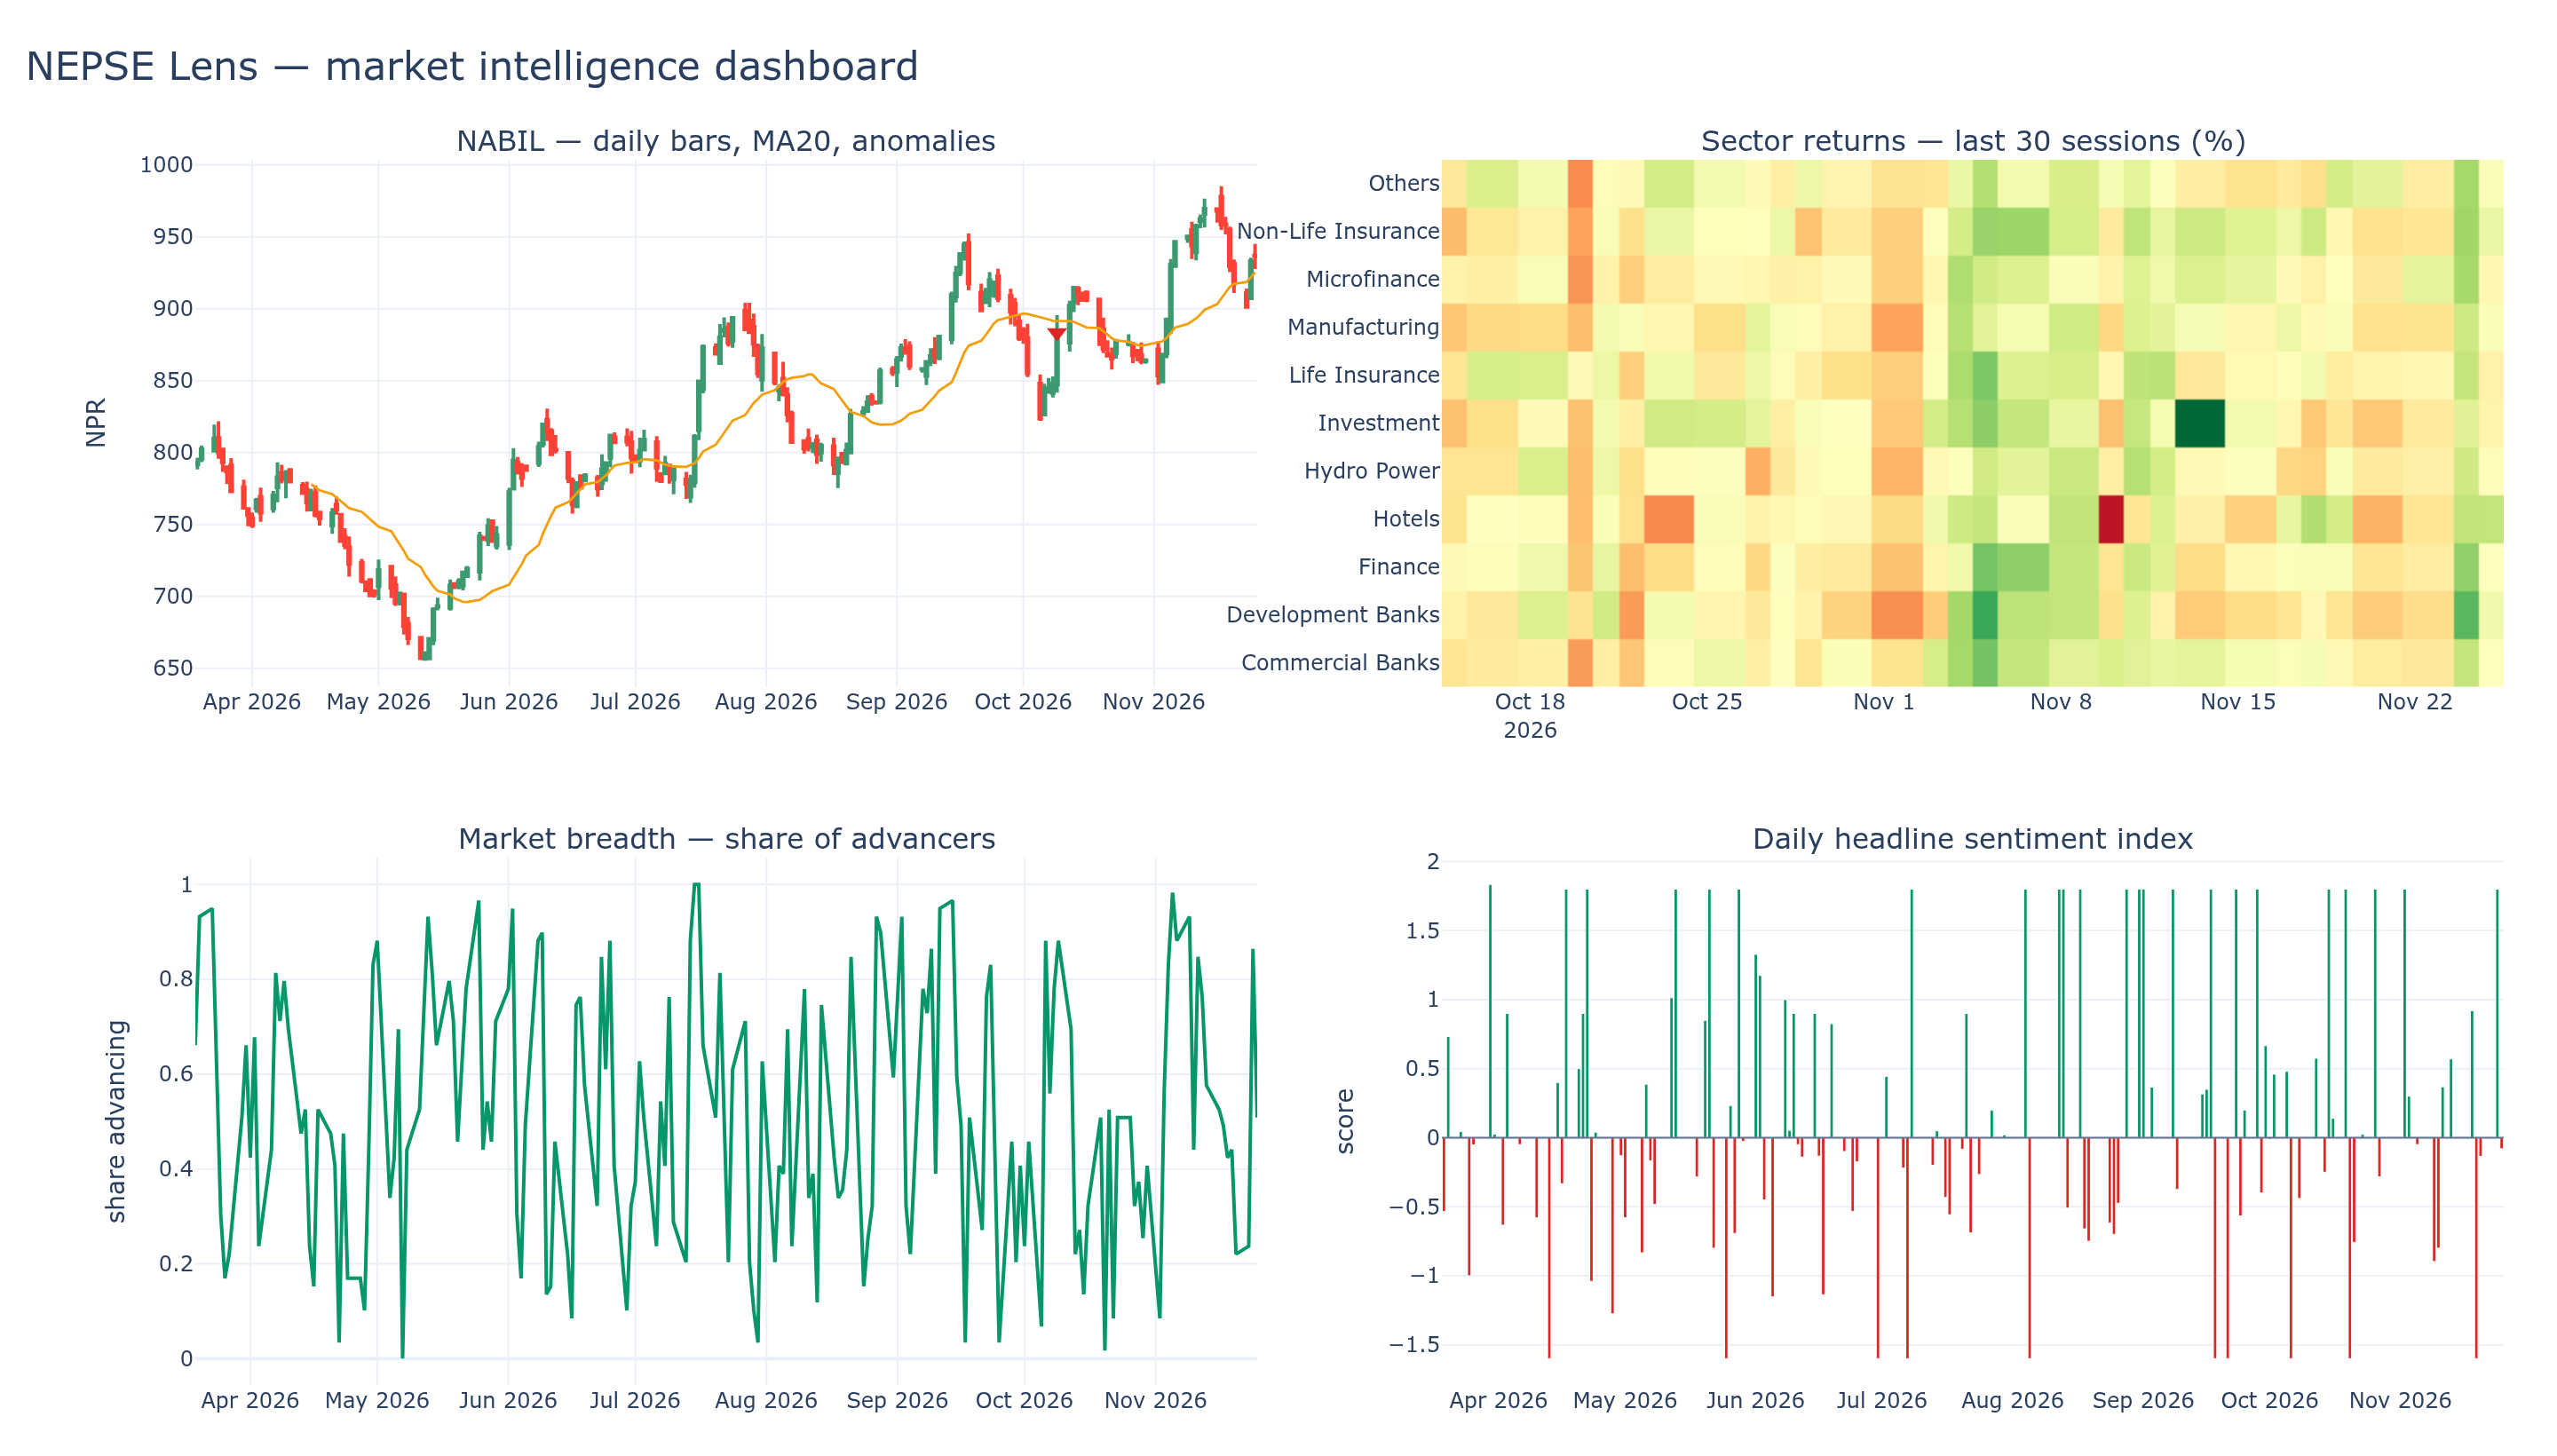 NEPSE Lens — market intelligence dashboard
NABIL — daily bars, MA20, anomalies
1000
950
900
850
800
750
700
650
NPR
Apr 2026
May 2026
Jun 2026
Jul 2026
Aug 2026
Sep 2026
Oct 2026
Nov 2026
Sector returns — last 30 sessions (%)
Others
Non-Life Insurance
Microfinance
Manufacturing
Life Insurance
Investment
Hydro Power
Hotels
Finance
Development Banks
Commercial Banks
Oct 18
2026
Oct 25
Nov 1
Nov 8
Nov 15
Nov 22
Market breadth — share of advancers
1
0.8
0.6
0.4
0.2
0
share advancing
Apr 2026
May 2026
Jun 2026
Jul 2026
Aug 2026
Sep 2026
Oct 2026
Nov 2026
Daily headline sentiment index
2
1.5
1
0.5
0
−0.5
−1
−1.5
score
Apr 2026
May 2026
Jun 2026
Jul 2026
Aug 2026
Sep 2026
Oct 2026
Nov 2026